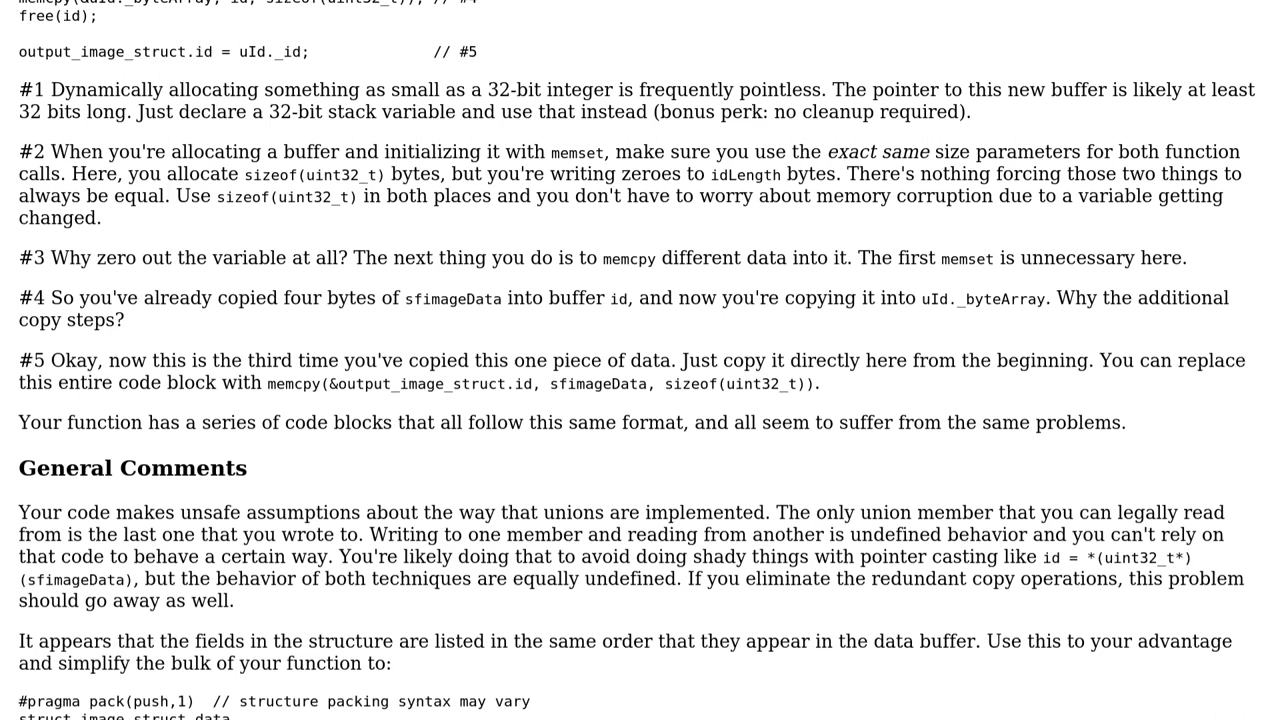 memcpy(&uId._byteArray, id, sizeof(uint32_t)); // #4
free(id);
output_image_struct.id = uId._id;              // #5
#1 Dynamically allocating something as small as a 32-bit integer is frequently pointless. The pointer to this new buffer is likely at least
32 bits long. Just declare a 32-bit stack variable and use that instead (bonus perk: no cleanup required).
#2 When you're allocating a buffer and initializing it with memset, make sure you use the exact same size parameters for both function
calls. Here, you allocate sizeof(uint32_t) bytes, but you're writing zeroes to idLength bytes. There's nothing forcing those two things to
always be equal. Use sizeof(uint32_t) in both places and you don't have to worry about memory corruption due to a variable getting
changed.
#3 Why zero out the variable at all? The next thing you do is to memcpy different data into it. The first memset is unnecessary here.
#4 So you've already copied four bytes of sfimageData into buffer id, and now you're copying it into uId._byteArray. Why the additional
copy steps?
#5 Okay, now this is the third time you've copied this one piece of data. Just copy it directly here from the beginning. You can replace
this entire code block with memcpy(&output_image_struct.id, sfimageData, sizeof(uint32_t)).
Your function has a series of code blocks that all follow this same format, and all seem to suffer from the same problems.
General Comments
Your code makes unsafe assumptions about the way that unions are implemented. The only union member that you can legally read
from is the last one that you wrote to. Writing to one member and reading from another is undefined behavior and you can't rely on
that code to behave a certain way. You're likely doing that to avoid doing shady things with pointer casting like id = *(uint32_t*)
(sfimageData), but the behavior of both techniques are equally undefined. If you eliminate the redundant copy operations, this problem
should go away as well.
It appears that the fields in the structure are listed in the same order that they appear in the data buffer. Use this to your advantage
and simplify the bulk of your function to:
#pragma pack(push,1)  // structure packing syntax may vary
struct image_struct_data